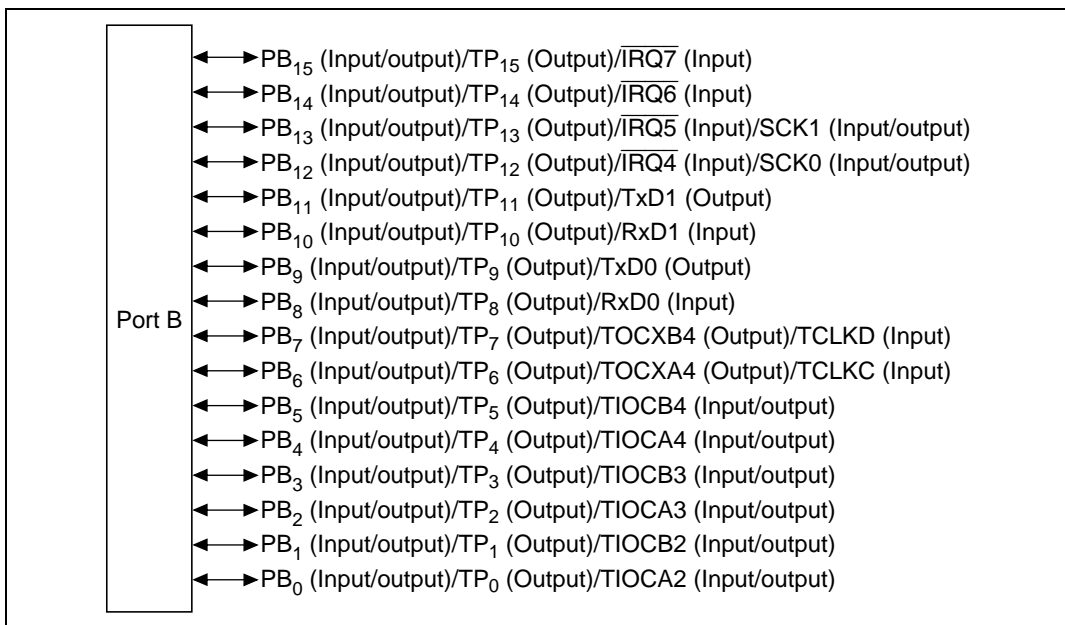 PB15 (Input/output)/TP15 (Output)/I̅R̅Q̅7̅ (Input)
PB14 (Input/output)/TP14 (Output)/I̅R̅Q̅6̅ (Input)
PB13 (Input/output)/TP13 (Output)/I̅R̅Q̅5̅ (Input)/SCK1 (Input/output)
PB12 (Input/output)/TP12 (Output)/I̅R̅Q̅4̅ (Input)/SCK0 (Input/output)
PB11 (Input/output)/TP11 (Output)/TxD1 (Output)
PB10 (Input/output)/TP10 (Output)/RxD1 (Input)
PB9 (Input/output)/TP9 (Output)/TxD0 (Output)
PB8 (Input/output)/TP8 (Output)/RxD0 (Input)
Port B
PB7 (Input/output)/TP7 (Output)/TOCXB4 (Output)/TCLKD (Input)
PB6 (Input/output)/TP6 (Output)/TOCXA4 (Output)/TCLKC (Input)
PB5 (Input/output)/TP5 (Output)/TIOCB4 (Input/output)
PB4 (Input/output)/TP4 (Output)/TIOCA4 (Input/output)
PB3 (Input/output)/TP3 (Output)/TIOCB3 (Input/output)
PB2 (Input/output)/TP2 (Output)/TIOCA3 (Input/output)
PB1 (Input/output)/TP1 (Output)/TIOCB2 (Input/output)
PB0 (Input/output)/TP0 (Output)/TIOCA2 (Input/output)